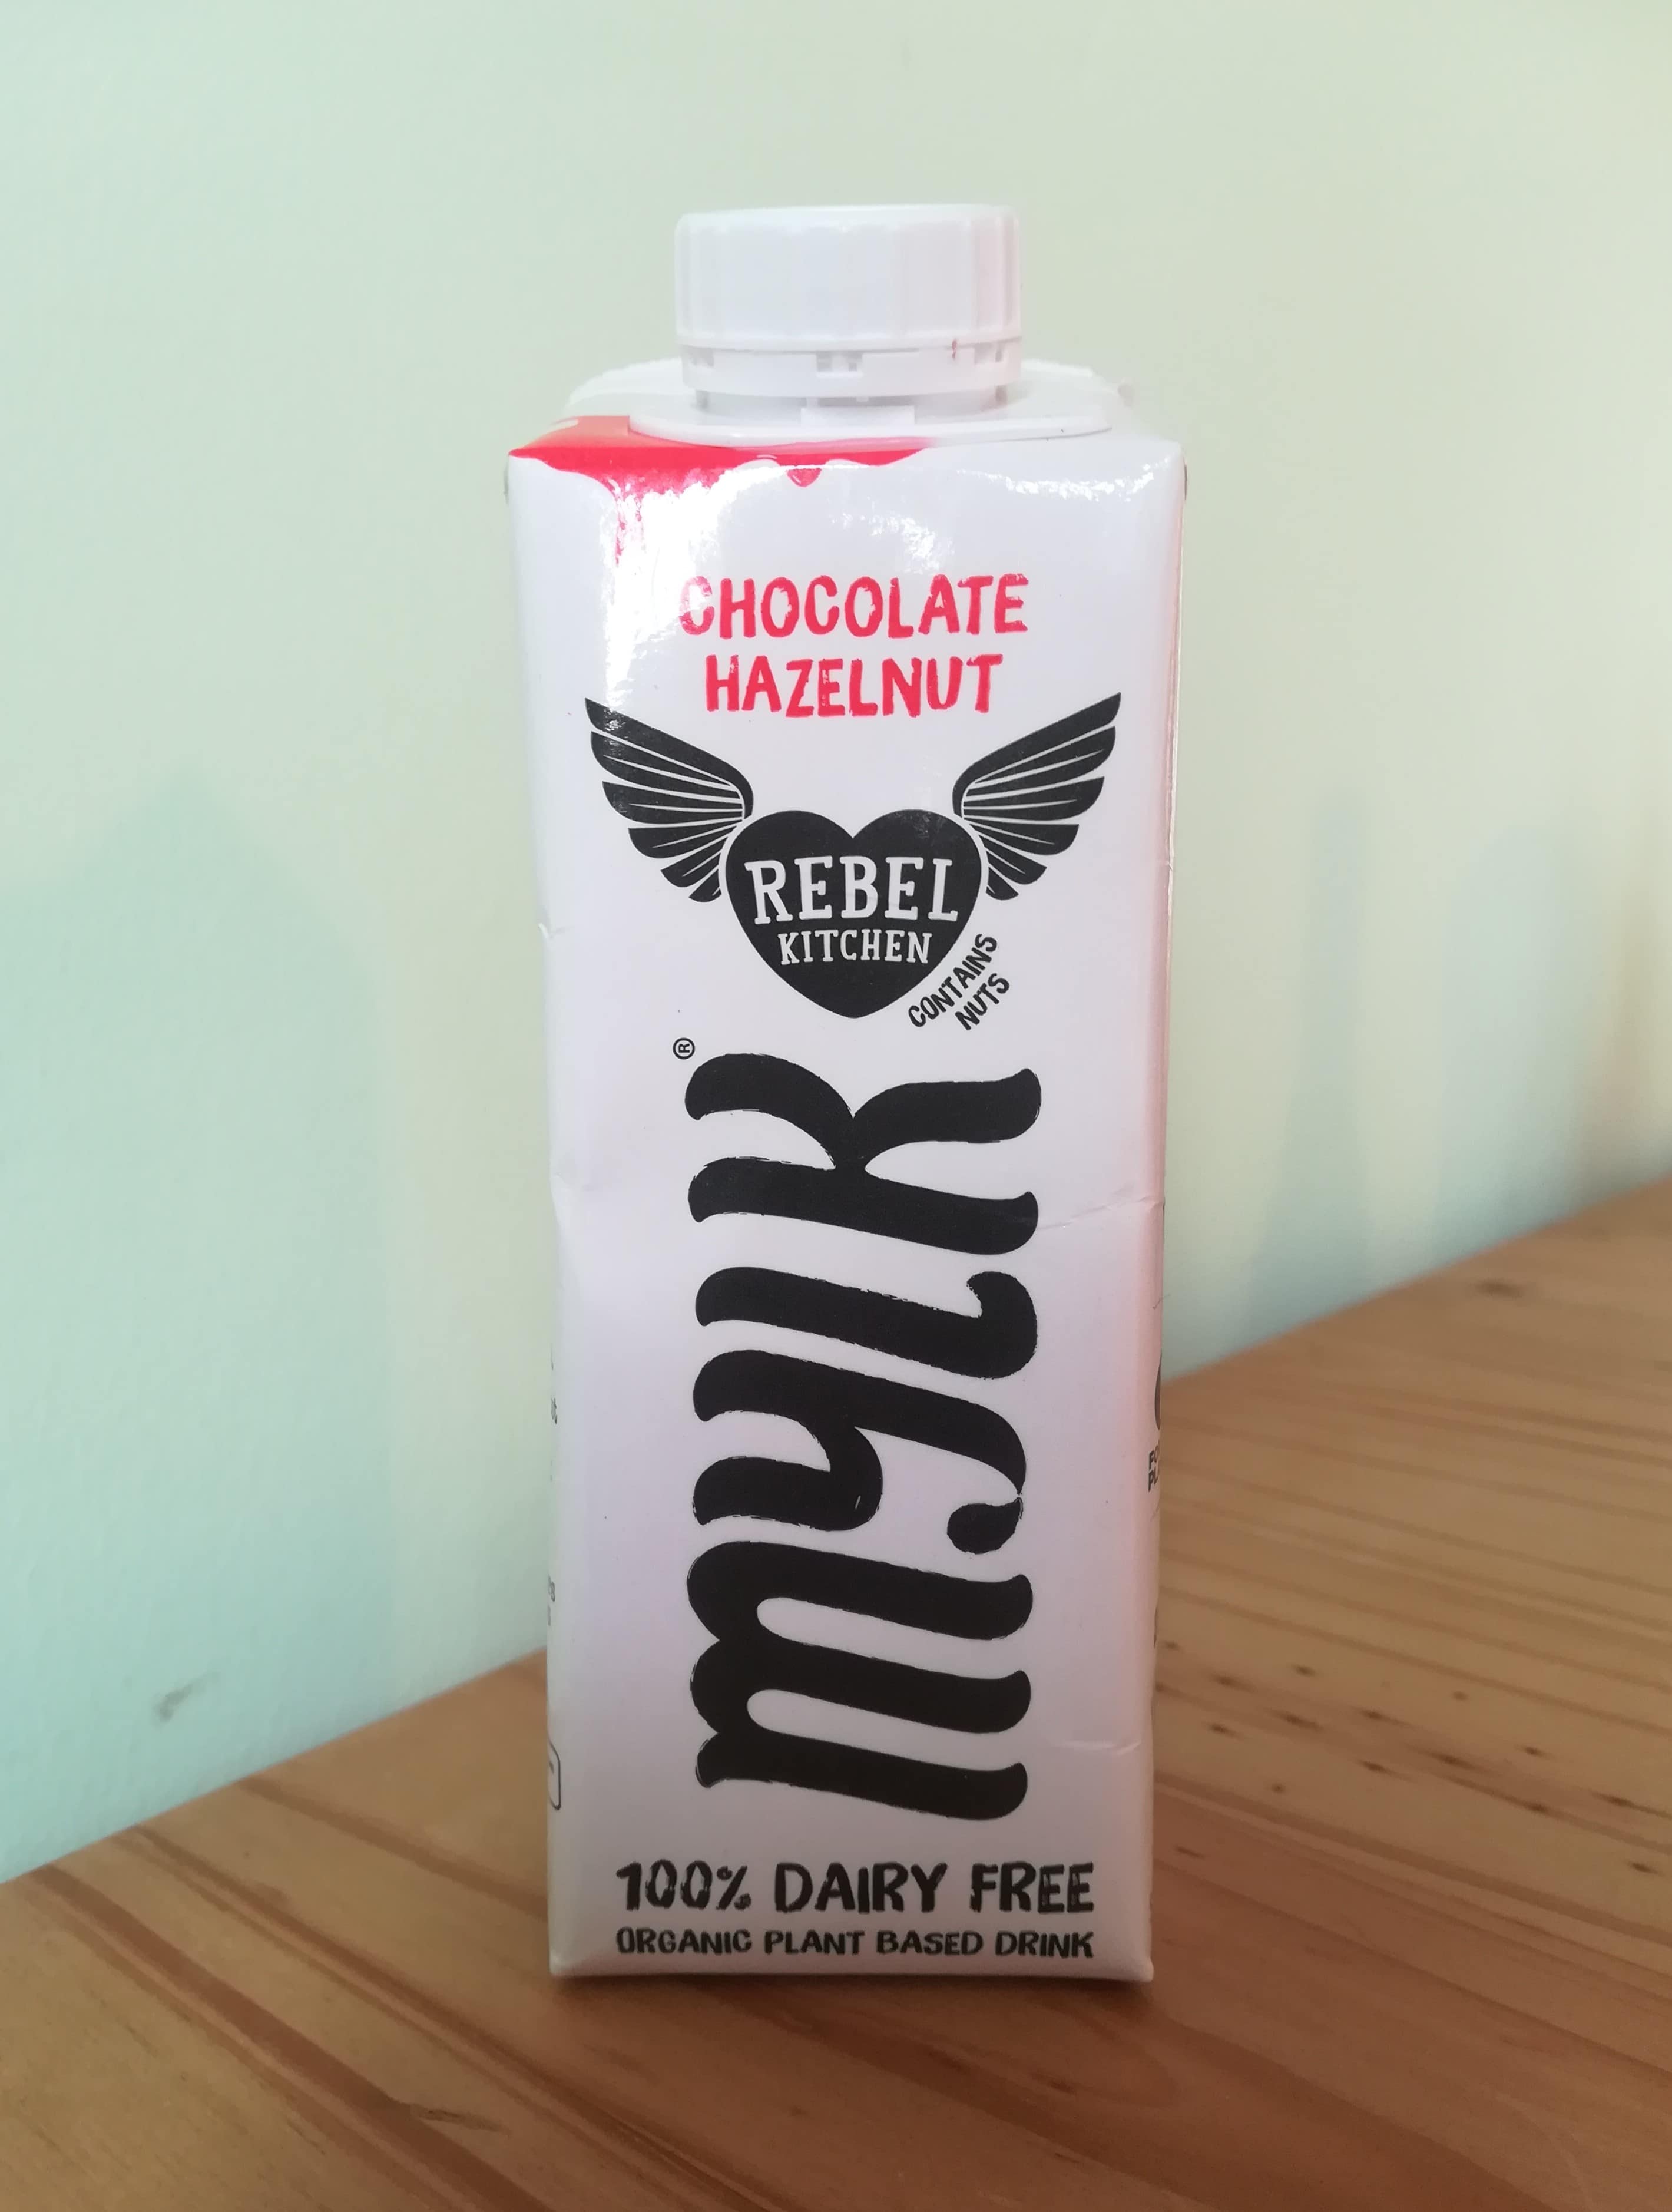 CHOCOLATE
HAZELNUT
REBEL
KITCHEN
CONTAINS
NUTS
mylk®
100% DAIRY FREE
ORGANIC PLANT BASED DRINK